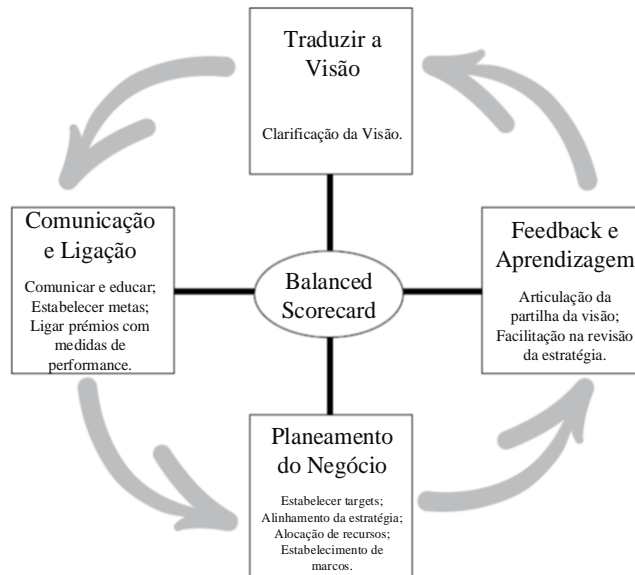 Traduzir a
Visão
Clarificação da Visão.
Comunicação
e Ligação
Comunicar e educar;
Estabelecer metas;
Ligar prémios com
medidas de
performance.
Balanced
Scorecard
Feedback e
Aprendizagem
Articulação da
partilha da visão;
Facilitação na revisão
da estratégia.
Planeamento
do Negócio
Estabelecer targets;
Alinhamento da estratégia;
Alocação de recursos;
Estabelecimento de
marcos.